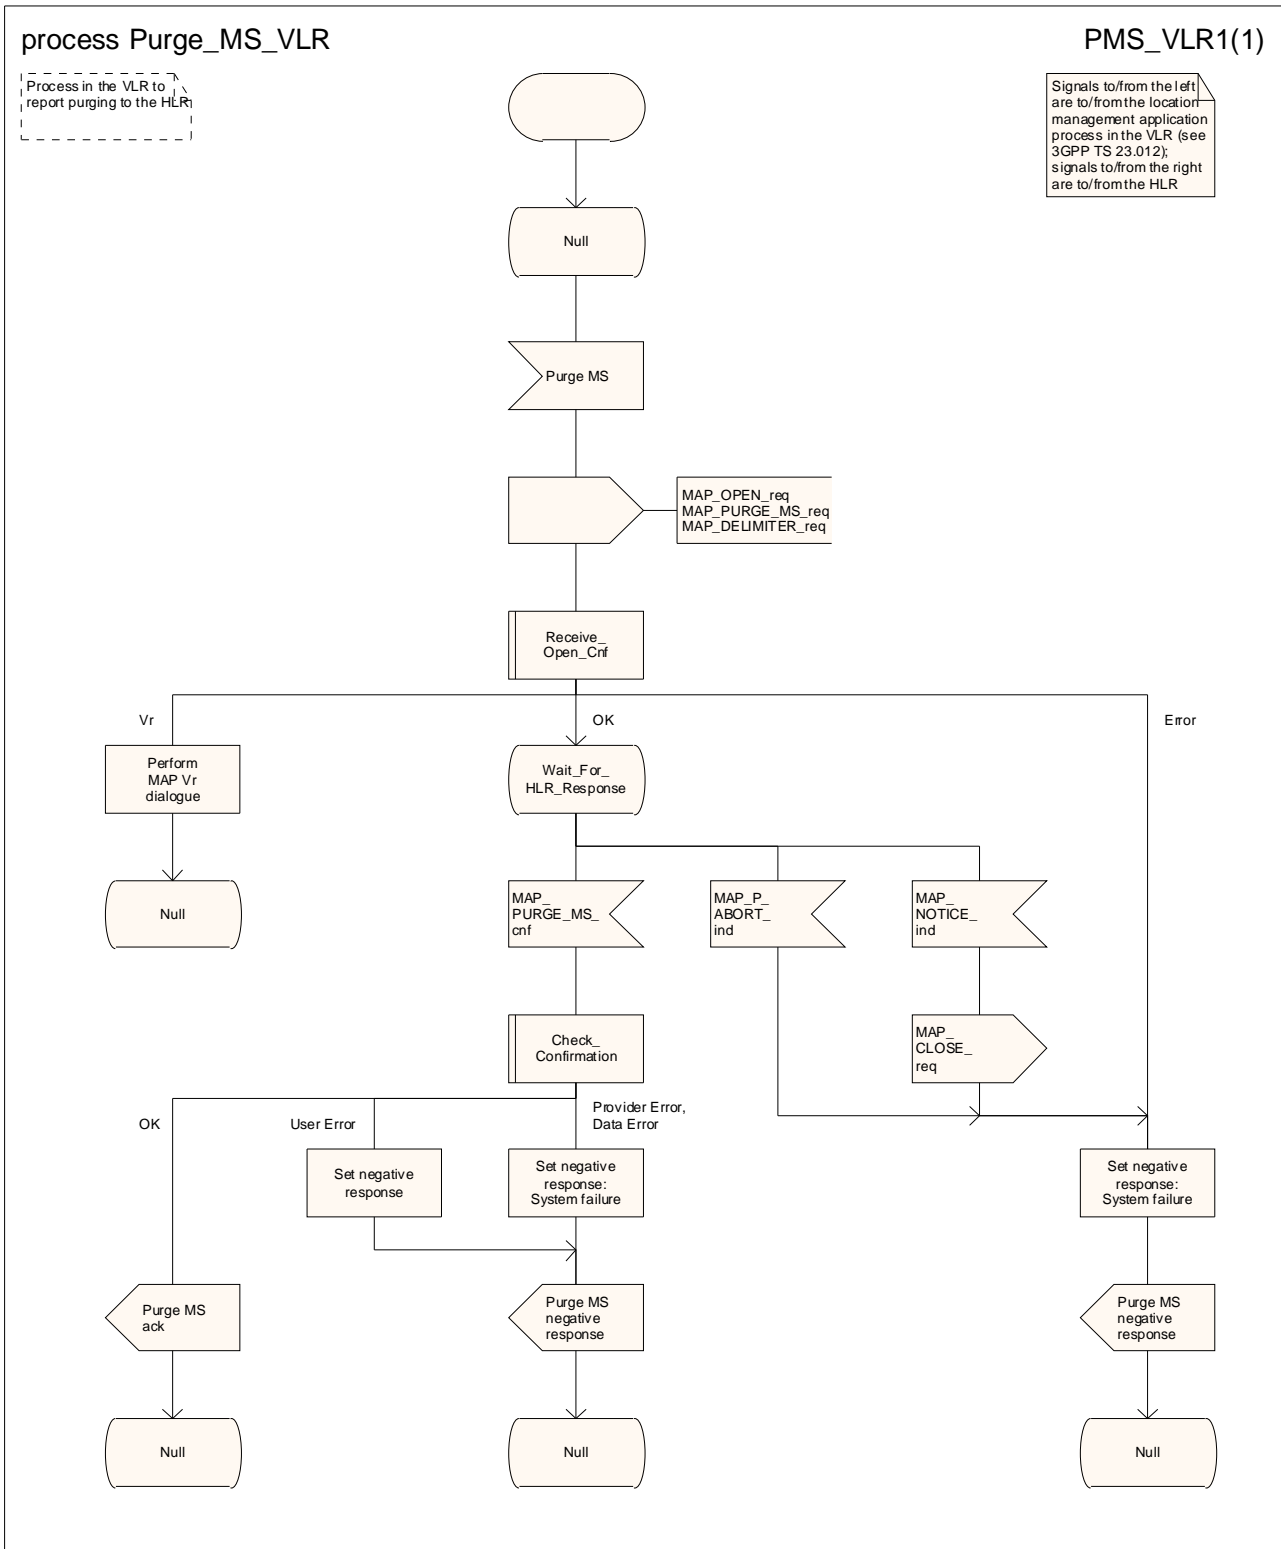 process Purge_MS_VLR
PMS_VLR1(1)
Process in the VLR to
report purging to the HLR
Signals to/from the left
are to/from the location
management application
process in the VLR (see
3GPP TS 23.012);
signals to/from the right
are to/from the HLR
Null
Purge MS
MAP_OPEN_req
MAP_PURGE_MS_req
MAP_DELIMITER_req
Receive_
Open_Cnf
Vr
OK
Error
Perform
MAP Vr
dialogue
Wait_For_
HLR_Response
Null
MAP_
PURGE_MS_
cnf
MAP_P_
ABORT_
ind
MAP_
NOTICE_
ind
Check_
Confirmation
MAP_
CLOSE_
req
OK
User Error
Provider Error,
Data Error
Set negative
response
Set negative
response:
System failure
Set negative
response:
System failure
Purge MS
ack
Purge MS
negative
response
Purge MS
negative
response
Null
Null
Null